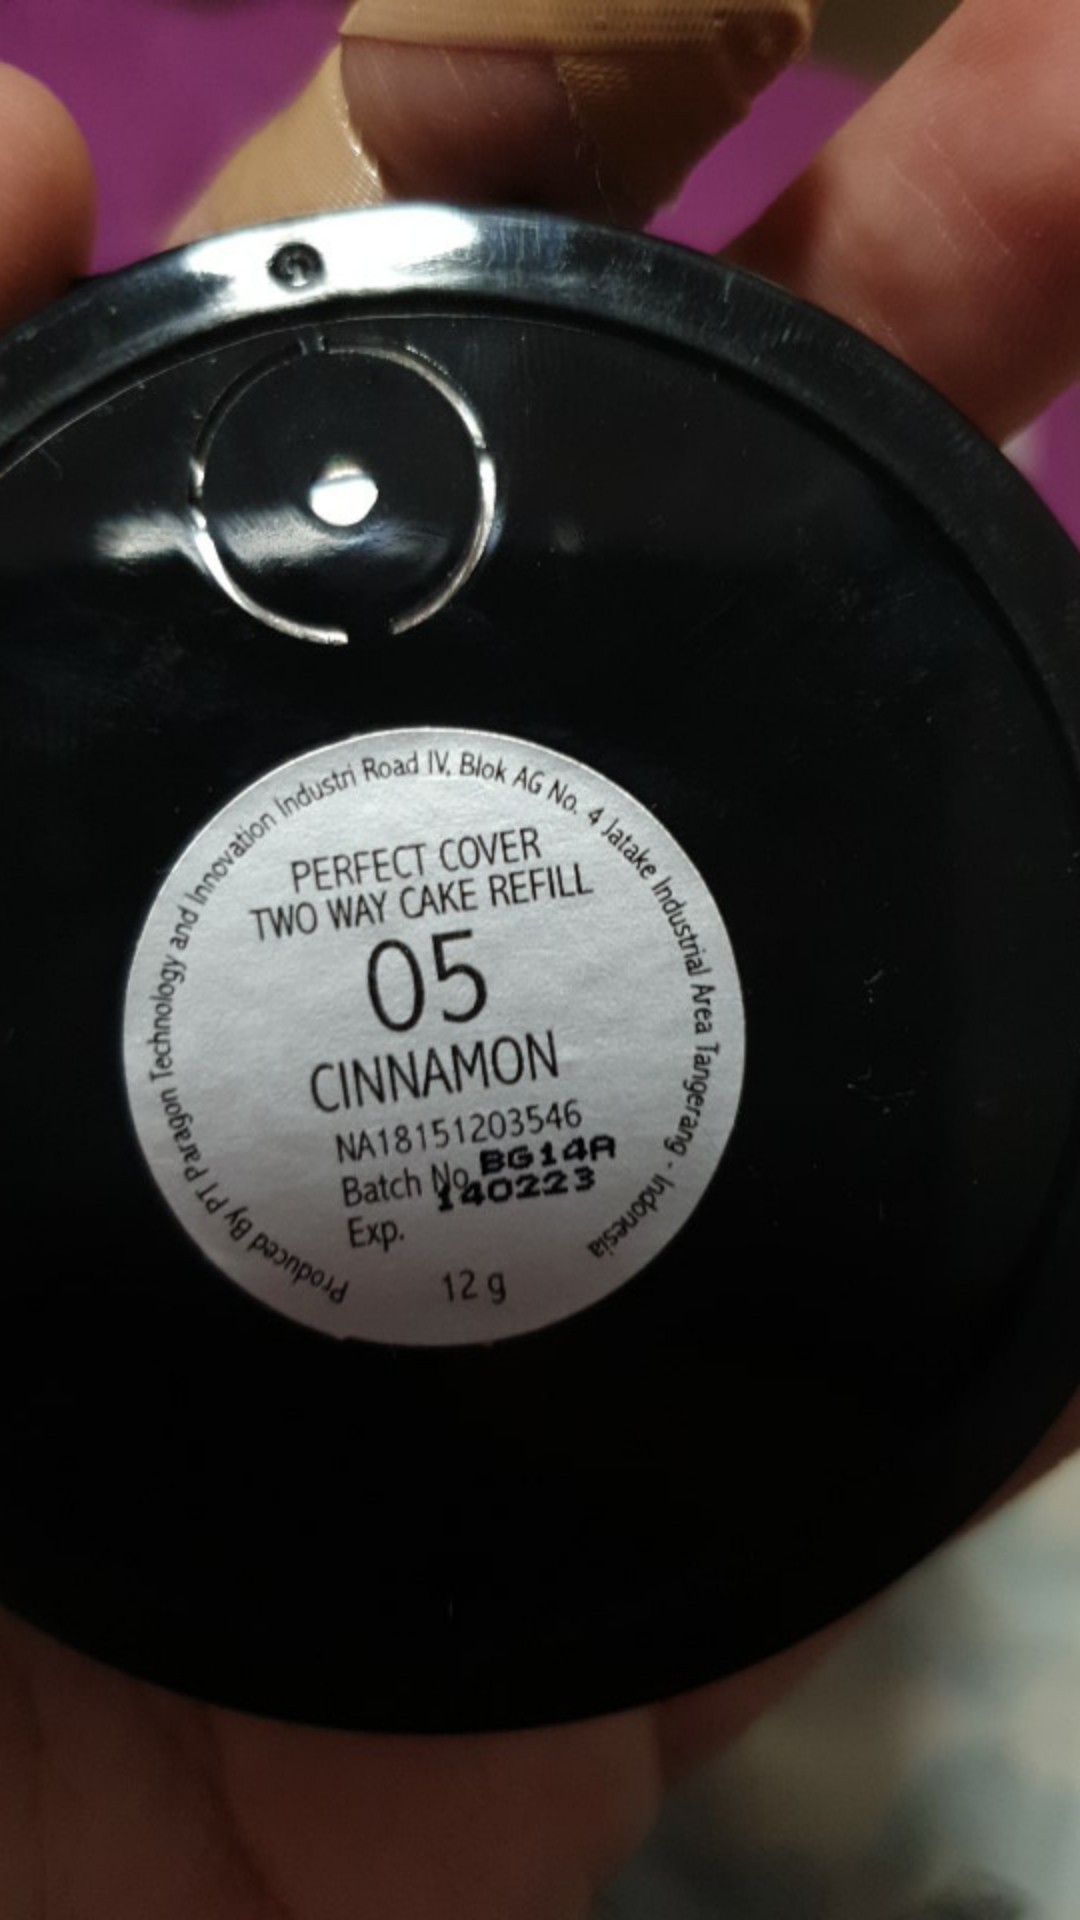 Produced By PT Paragon Technology and Innovation Industri Road IV, Blok AG No. 4 Jatake Industrial Area Tangerang - Indonesia
PERFECT COVER
TWO WAY CAKE REFILL
05
CINNAMON
NA18151203546
Batch No. BG14A
140223
Exp.
12 g